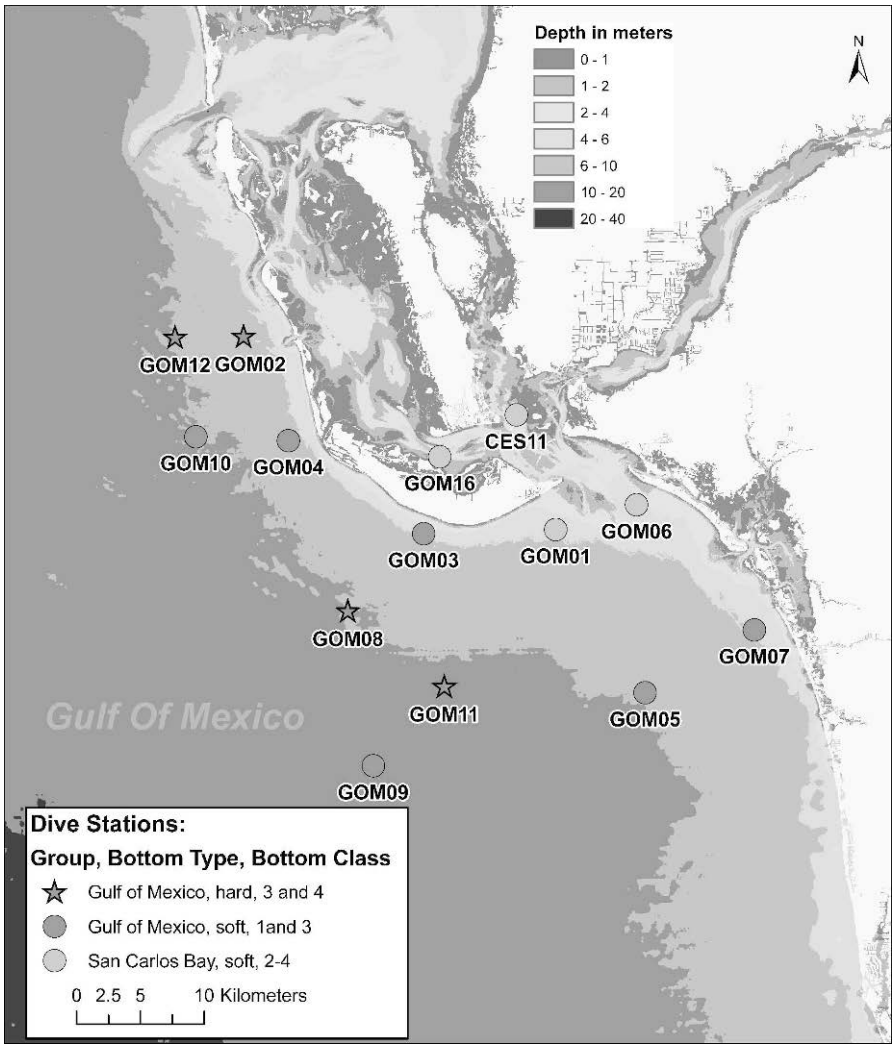 Depth in meters
0 - 1
1 - 2
2 - 4
4 - 6
6 - 10
10 - 20
20 - 40
N
GOM12
GOM02
GOM10
GOM04
CES11
GOM16
GOM06
GOM01
GOM03
GOM08
GOM07
GOM11
GOM05
Gulf Of Mexico
GOM09
Dive Stations:
Group, Bottom Type, Bottom Class
Gulf of Mexico, hard, 3 and 4
Gulf of Mexico, soft, 1and 3
San Carlos Bay, soft, 2-4
0 2.5 5 10 Kilometers